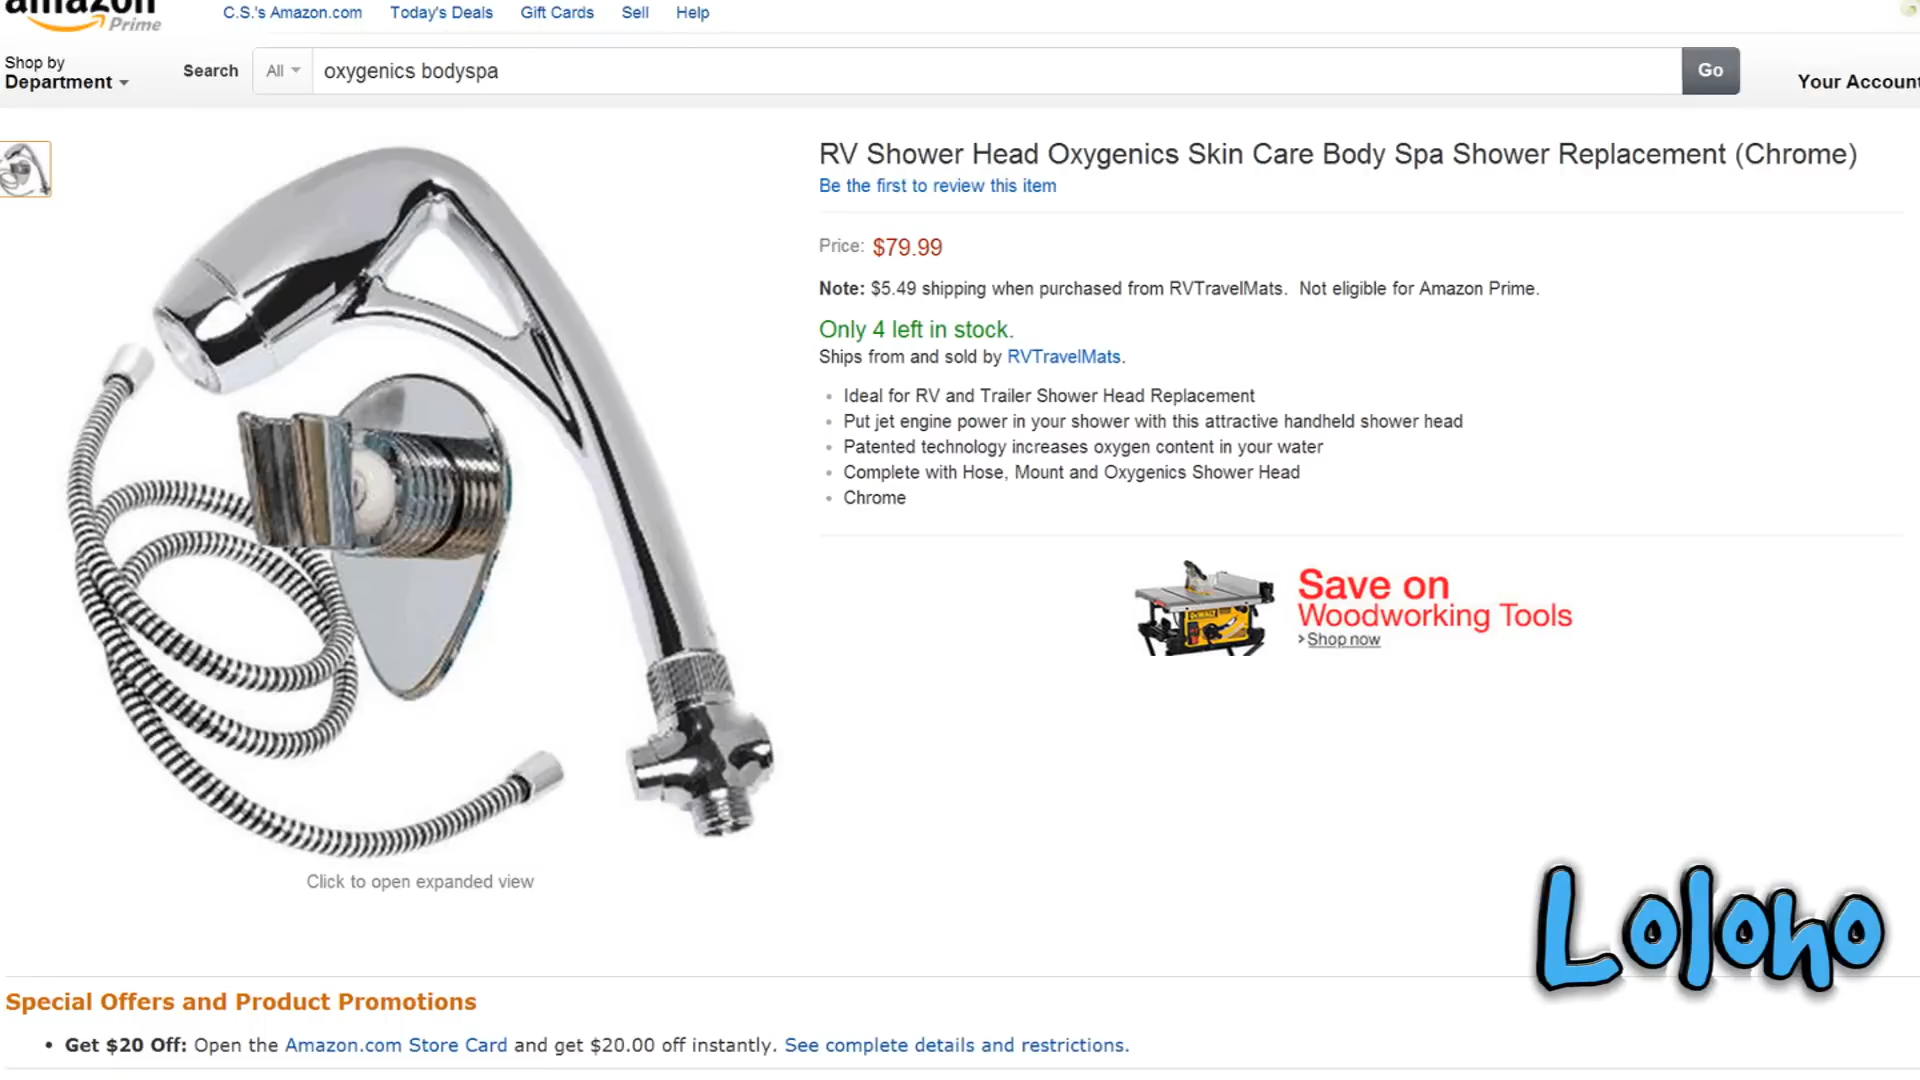 amazon
Prime
C.S.'s Amazon.com Today's Deals Gift Cards Sell Help
Shop by
Department
Search All oxygenics bodyspa Go
Your Account
RV Shower Head Oxygenics Skin Care Body Spa Shower Replacement (Chrome)
Be the first to review this item
Price: $79.99
Note: $5.49 shipping when purchased from RVTravelMats. Not eligible for Amazon Prime.
Only 4 left in stock.
Ships from and sold by RVTravelMats.
Ideal for RV and Trailer Shower Head Replacement
Put jet engine power in your shower with this attractive handheld shower head
Patented technology increases oxygen content in your water
Complete with Hose, Mount and Oxygenics Shower Head
Chrome
DEWALT
Save on
Woodworking Tools
> Shop now
Click to open expanded view
Loloho
Special Offers and Product Promotions
• Get $20 Off: Open the Amazon.com Store Card and get $20.00 off instantly. See complete details and restrictions.